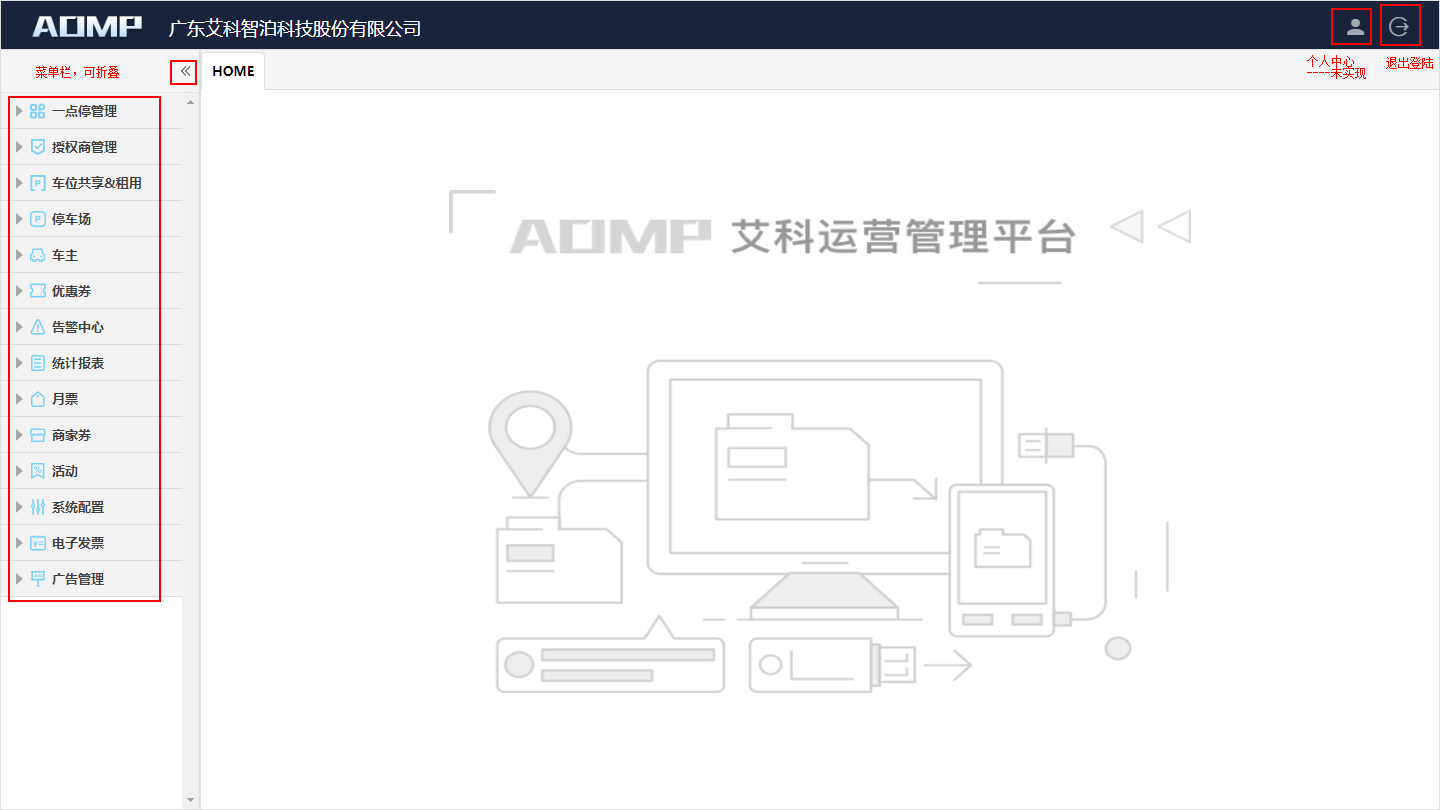 AOMP 广东艾科智泊科技股份有限公司
菜单栏，可折叠
HOME
个人中心
----未实现
退出登陆
一点停管理
授权商管理
车位共享&租用
停车场
车主
优惠券
告警中心
统计报表
月票
商家券
活动
系统配置
电子发票
广告管理
AOMP 艾科运营管理平台